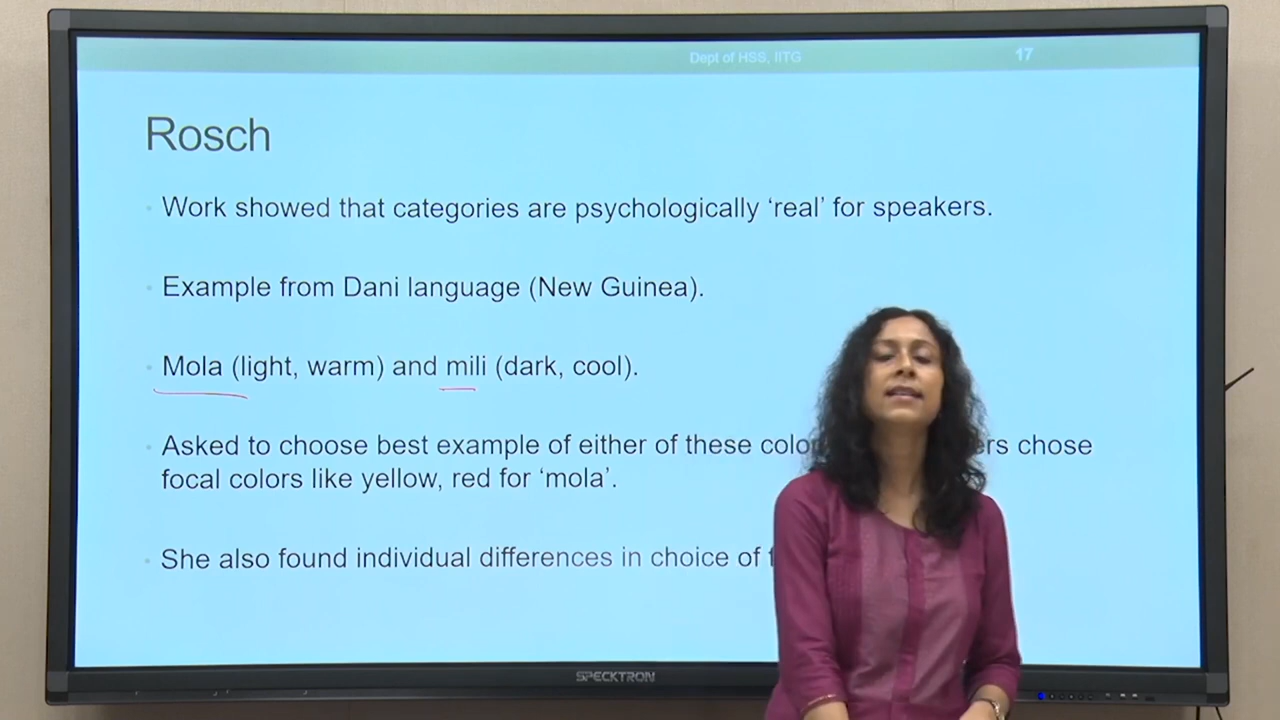 Dept of HSS, IITG 17
Rosch
Work showed that categories are psychologically ‘real’ for speakers.
Example from Dani language (New Guinea).
Mola (light, warm) and mili (dark, cool).
Asked to choose best example of either of these chose
focal colors like yellow, red for ‘mola’.
She also found individual differences in choice of
SPECKTRON